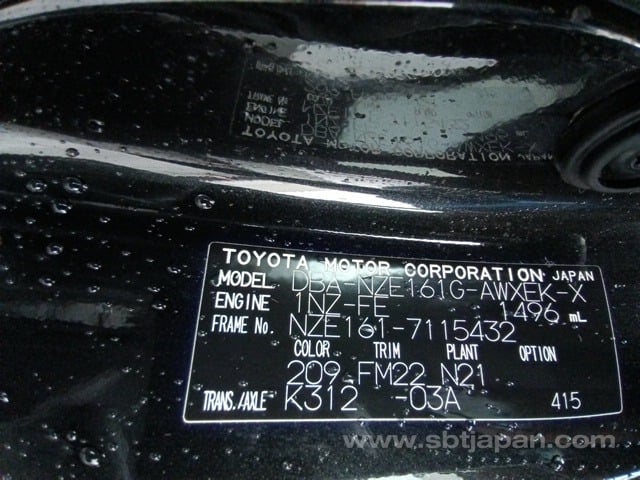 TOYOTA MOTOR CORPORATION JAPAN
MODEL DBA-NZE161G-AWXEK-X
ENGINE 1NZ-FE 1496 mL
FRAME No. NZE161-7115432
COLOR TRIM PLANT OPTION
209 FM22 N21
TRANS./AXLE K312 -03A 415
www.sbtjapan.com